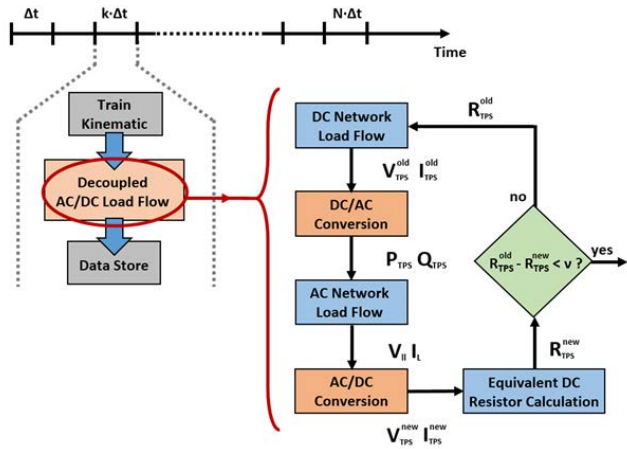 Δt
k·Δt
N·Δt
Time
Train
Kinematic
Decoupled
AC/DC Load Flow
Data Store
DC Network
Load Flow
V_TPS^old I_TPS^old
DC/AC
Conversion
P_TPS Q_TPS
AC Network
Load Flow
V_ll I_L
AC/DC
Conversion
V_TPS^new I_TPS^new
Equivalent DC
Resistor Calculation
R_TPS^new
R_TPS^old - R_TPS^new < ν ?
yes
no
R_TPS^old